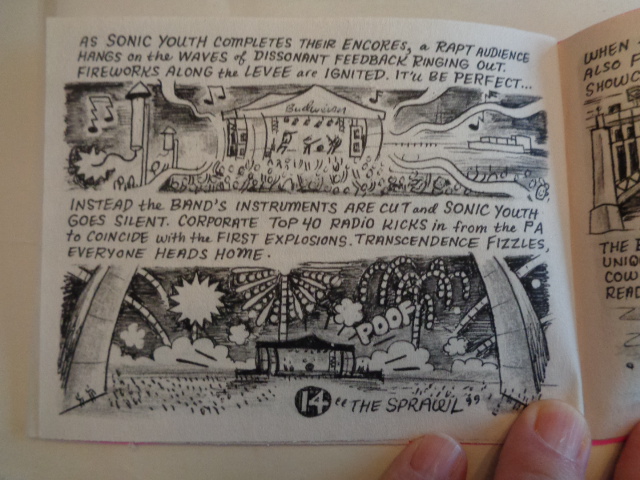 AS SONIC YOUTH COMPLETES THEIR ENCORES, a RAPT AUDIENCE
HANGS on the WAVES of DISSONANT FEEDBACK RINGING OUT.
FIREWORKS ALONG the LEVEE are IGNITED. IT'LL BE PERFECT...
Budweiser
INSTEAD the BAND'S INSTRUMENTS ARE CUT and SONIC YOUTH
GOES SILENT. CORPORATE TOP 40 RADIO KICKS in from the PA
to COINCIDE with the FIRST EXPLOSIONS. TRANSCENDENCE FIZZLES,
EVERYONE HEADS HOME.
POOF
14 "THE SPRAWL"
WHEN
ALSO F
SHOWC
THE B
UNIQU
COW
READ